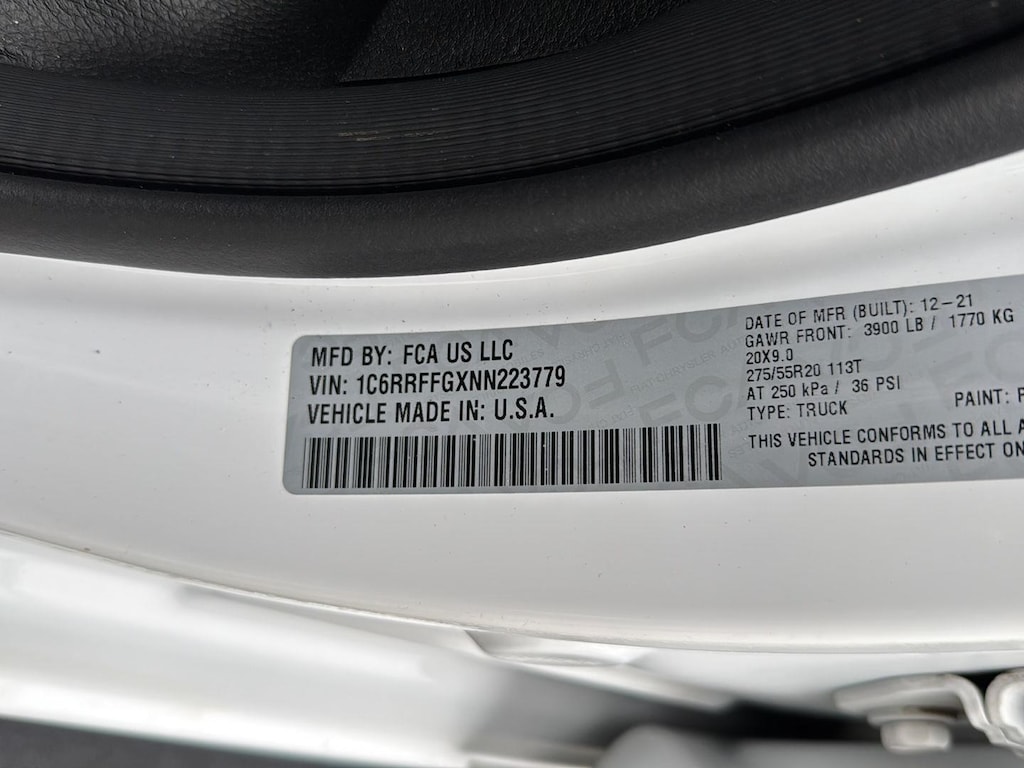 MFD BY: FCA US LLC
VIN: 1C6RRFFGXNN223779
VEHICLE MADE IN: U.S.A.
DATE OF MFR (BUILT): 12-21
GAWR FRONT: 3900 LB / 1770 KG
20X9.0
275/55R20 113T
AT 250 kPa / 36 PSI
TYPE: TRUCK PAINT:
THIS VEHICLE CONFORMS TO ALL
STANDARDS IN EFFECT ON